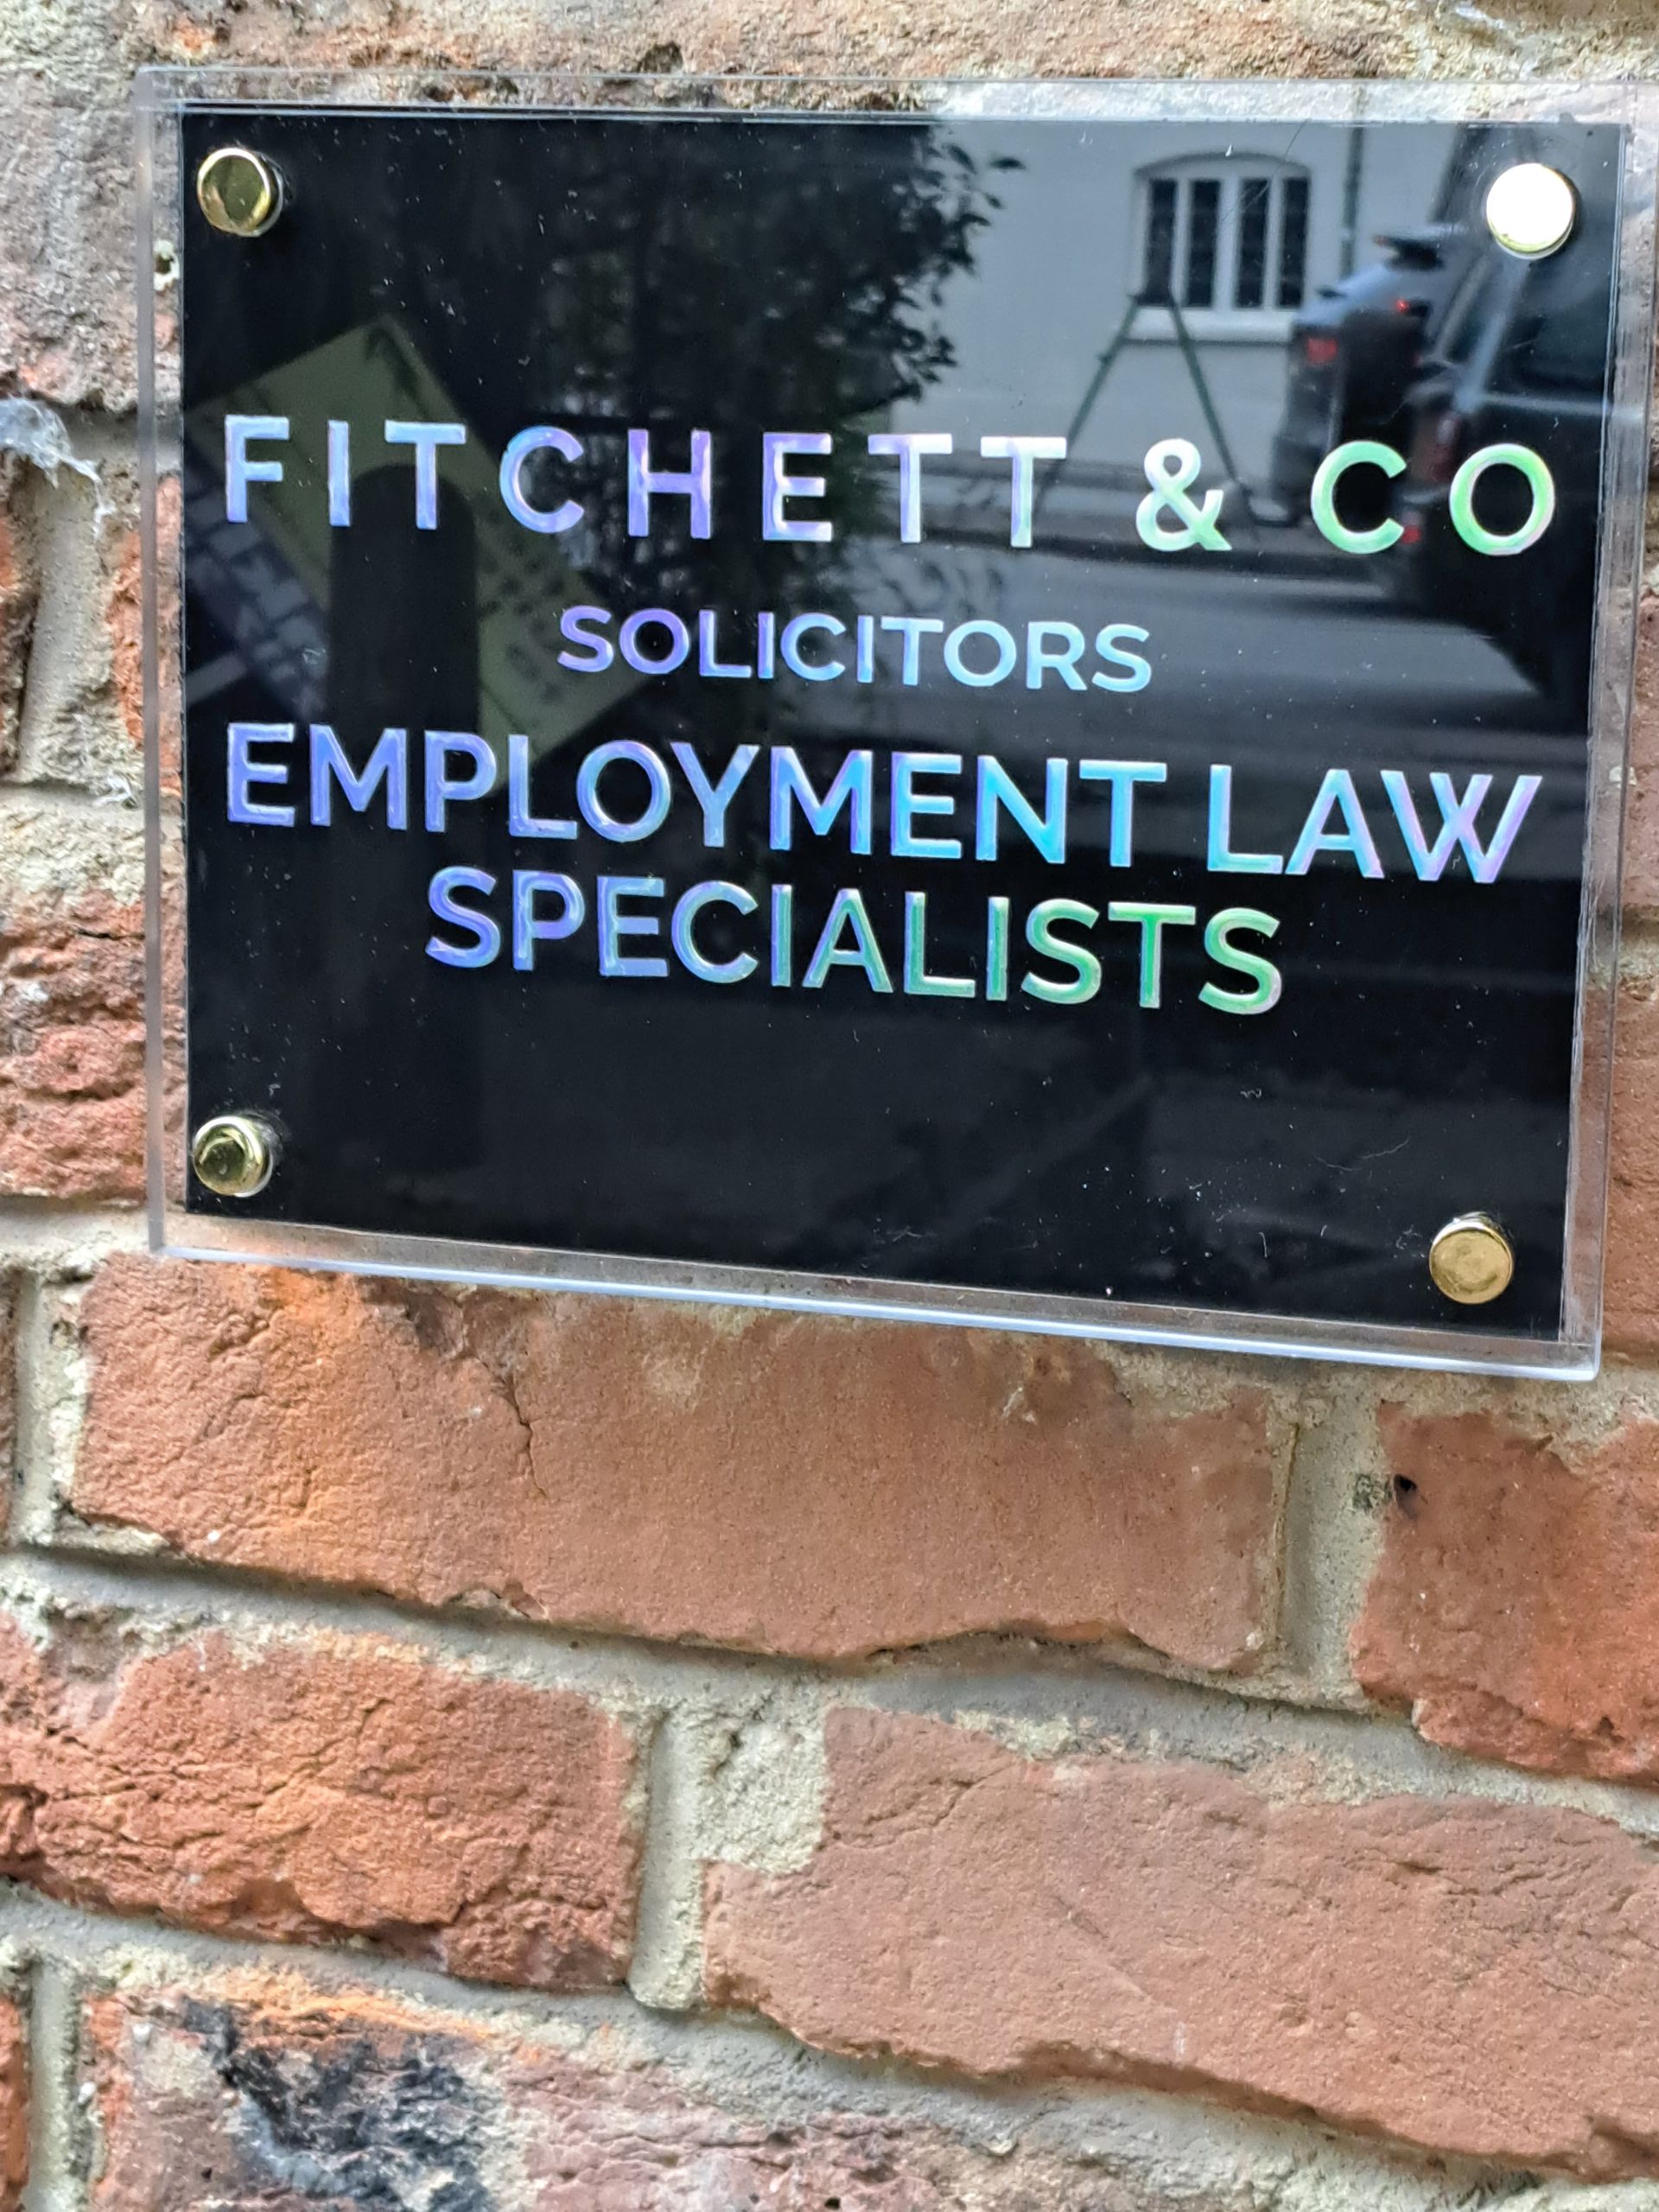 FITCHETT & CO
SOLICITORS
EMPLOYMENT LAW
SPECIALISTS